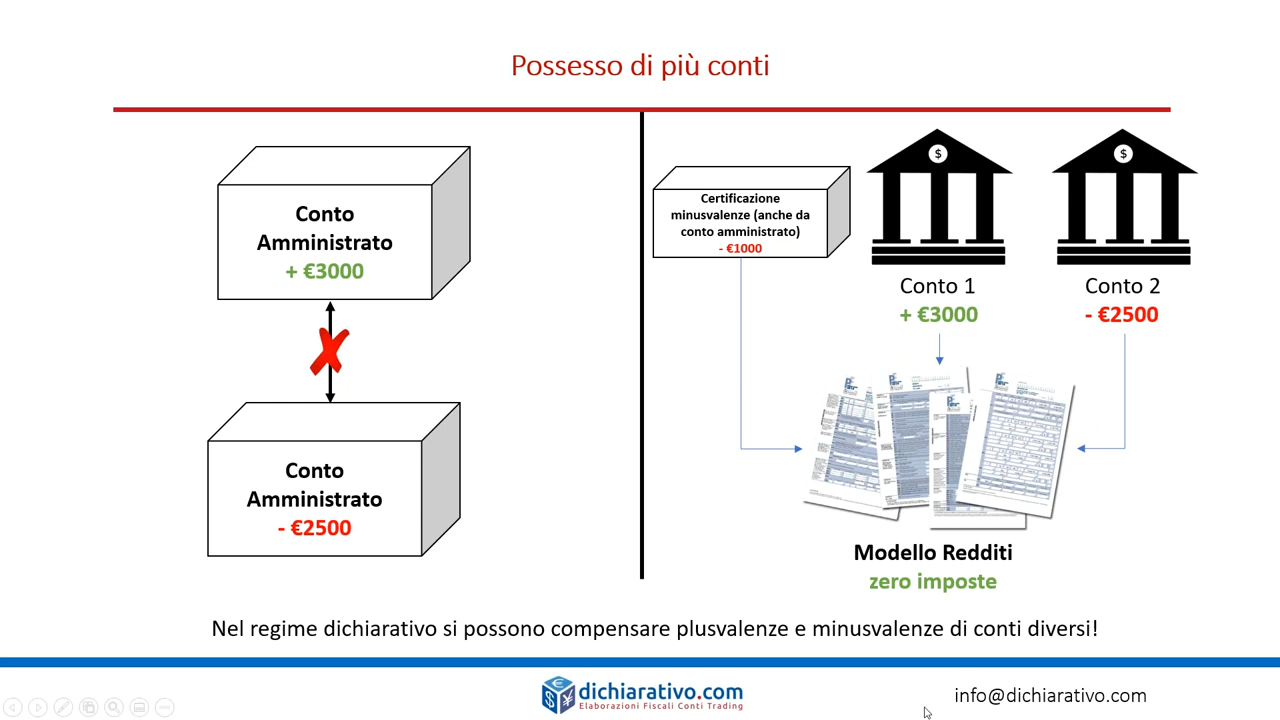 Possesso di più conti
Conto
Amministrato
+ €3000
Conto
Amministrato
- €2500
Certificazione
minusvalenze (anche da
conto amministrato)
- €1000
$
Conto 1
+ €3000
$
Conto 2
- €2500
Modello Redditi
zero imposte
Nel regime dichiarativo si possono compensare plusvalenze e minusvalenze di conti diversi!
€
$
¥
dichiarativo.com
Elaborazioni Fiscali Conti Trading
info@dichiarativo.com